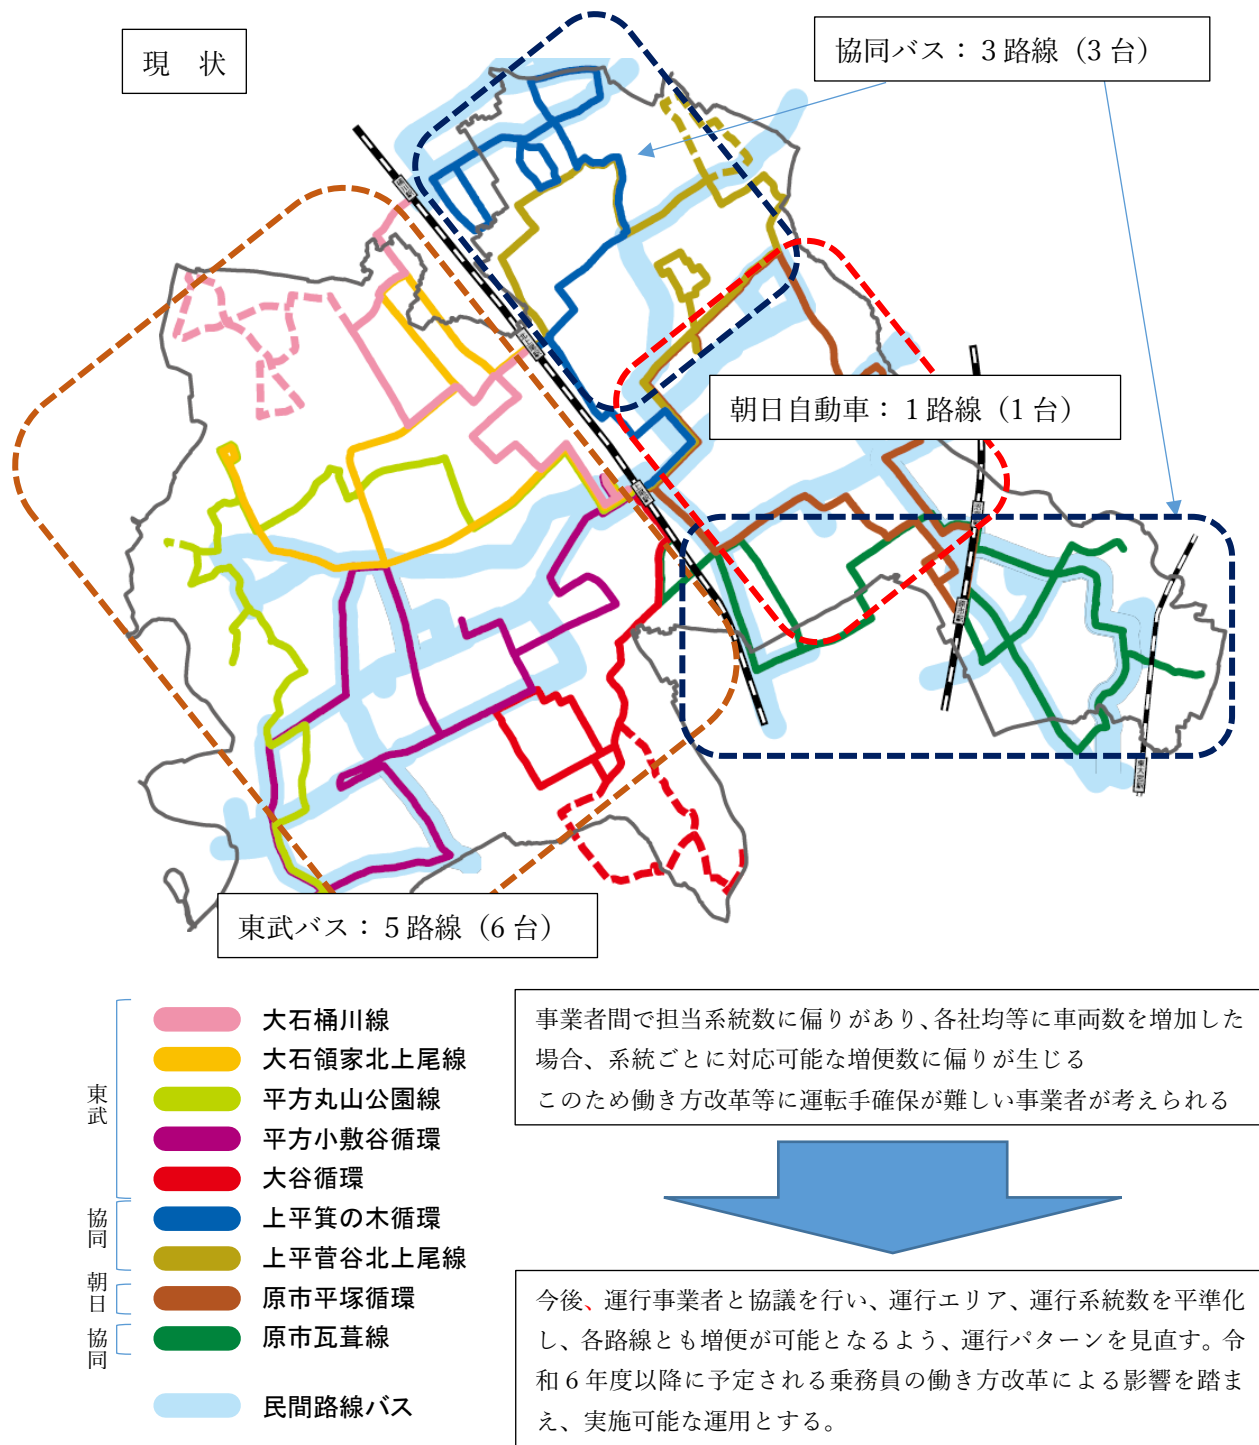 現　状
協同バス：３路線（3 台）
朝日自動車：１路線（1 台）
東武バス：５路線（6 台）
東武
大石桶川線
大石領家北上尾線
平方丸山公園線
平方小敷谷循環
大谷循環
協同
上平箕の木循環
上平菅谷北上尾線
朝日
原市平塚循環
協同
原市瓦葺線
民間路線バス
事業者間で担当系統数に偏りがあり、各社均等に車両数を増加した
場合、系統ごとに対応可能な増便数に偏りが生じる
このため働き方改革等に運転手確保が難しい事業者が考えられる
今後、運行事業者と協議を行い、運行エリア、運行系統数を平準化
し、各路線とも増便が可能となるよう、運行パターンを見直す。令
和６年度以降に予定される乗務員の働き方改革による影響を踏ま
え、実施可能な運用とする。